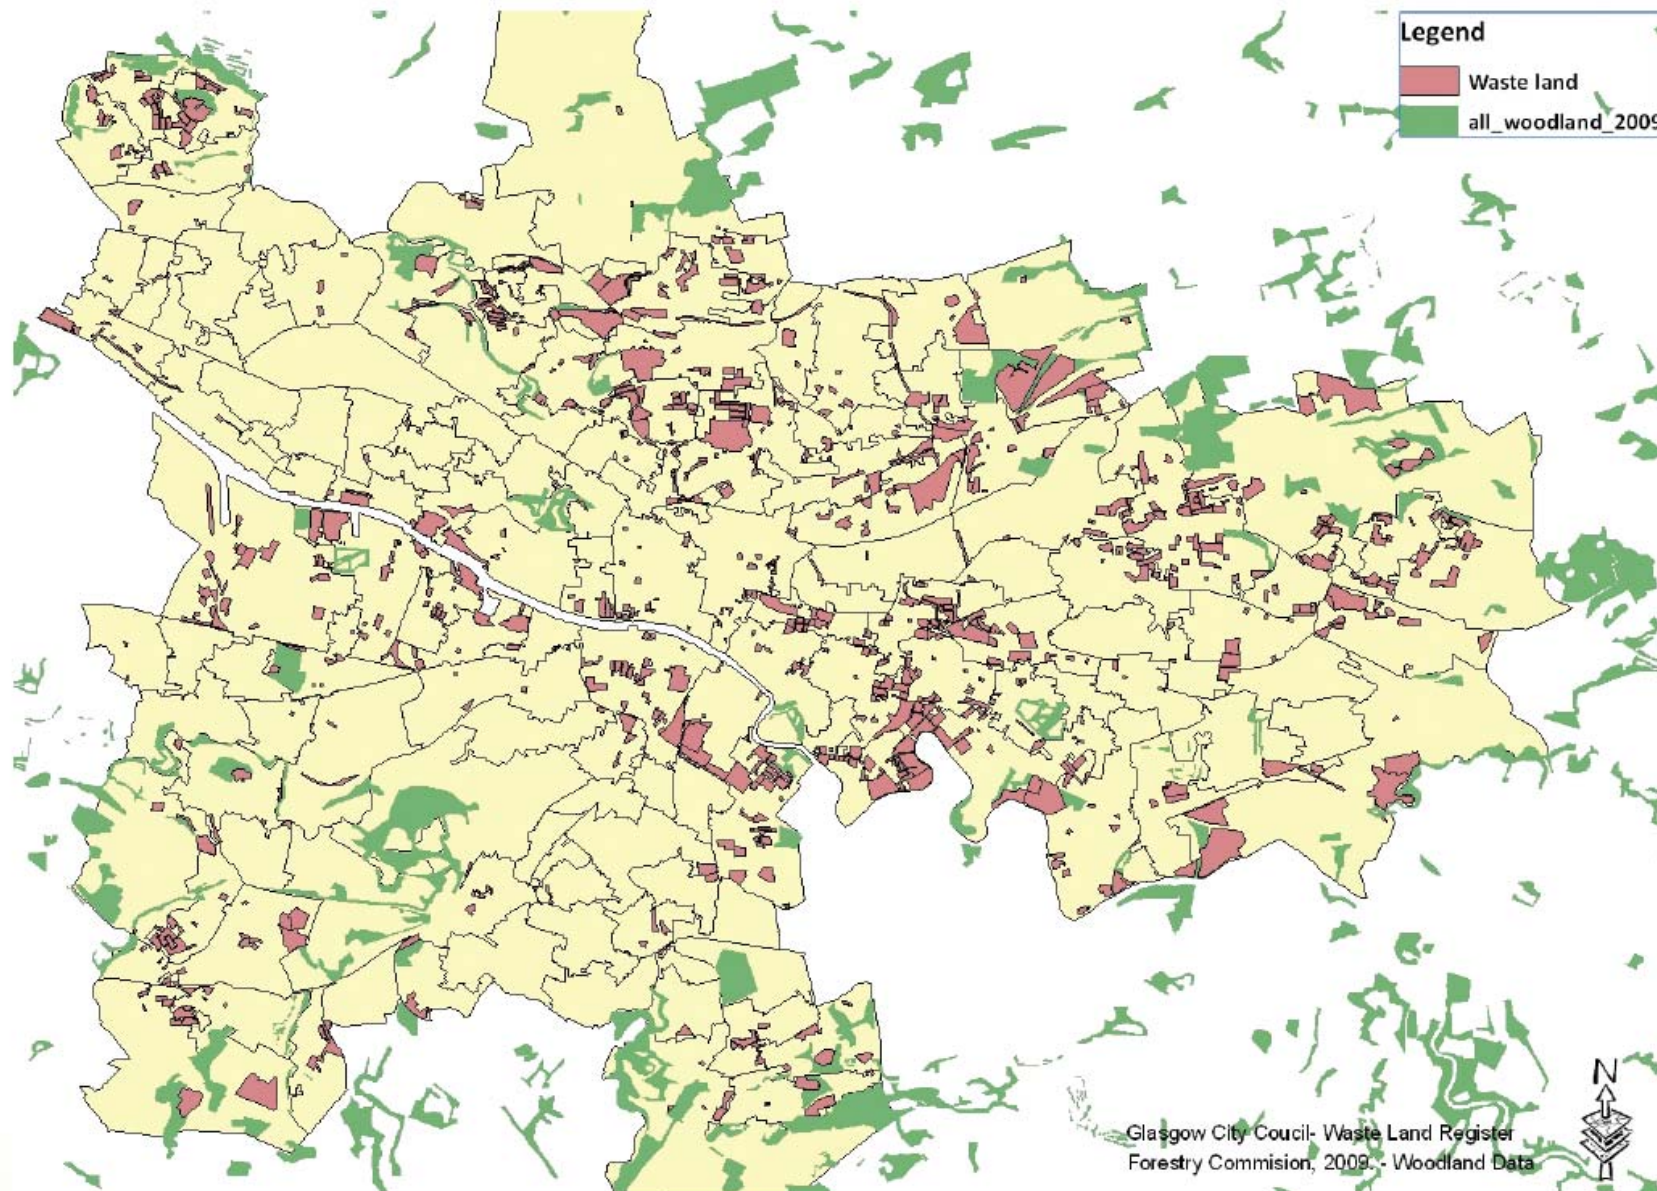 Legend
Waste land
all_woodland_2009
N
Glasgow City Coucil- Waste Land Register
Forestry Commision, 2009. - Woodland Data